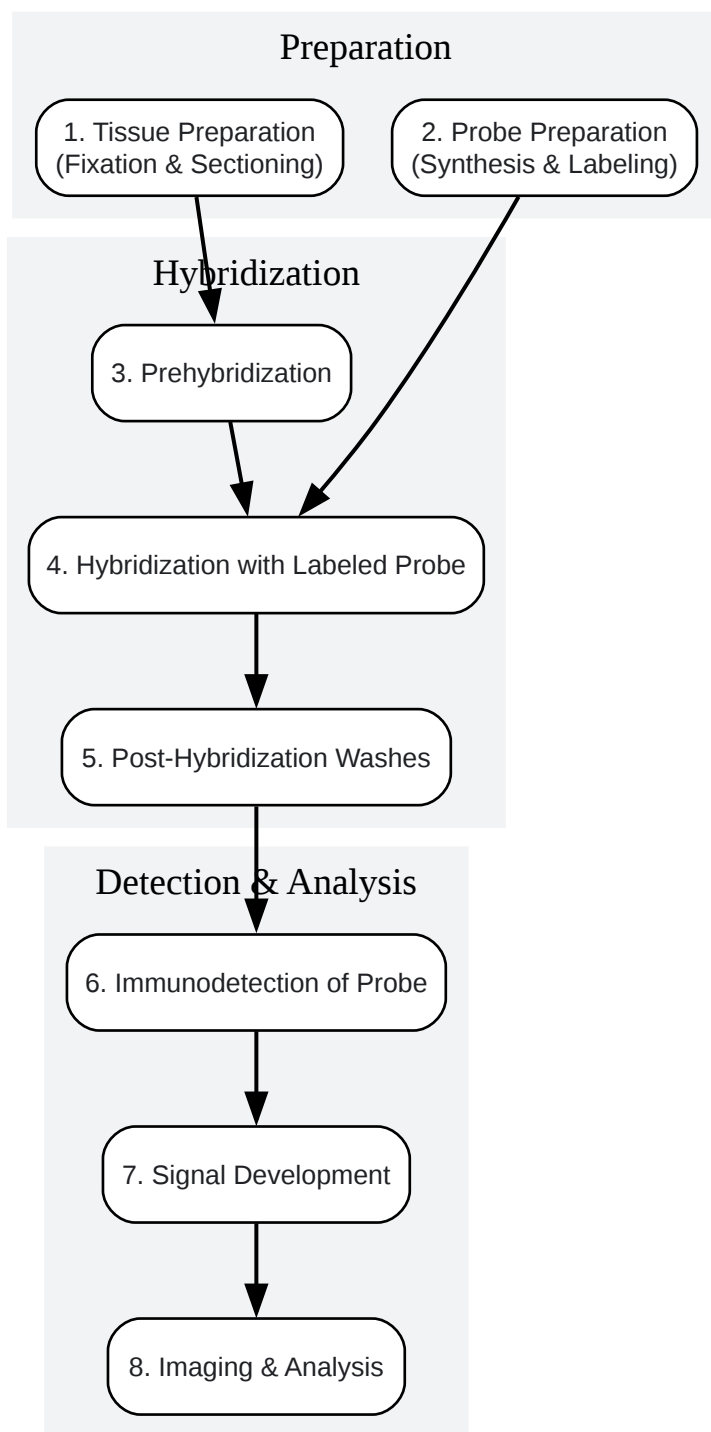 Preparation
1. Tissue Preparation
(Fixation & Sectioning)
2. Probe Preparation
(Synthesis & Labeling)
Hybridization
3. Prehybridization
4. Hybridization with Labeled Probe
5. Post-Hybridization Washes
Detection & Analysis
6. Immunodetection of Probe
7. Signal Development
8. Imaging & Analysis